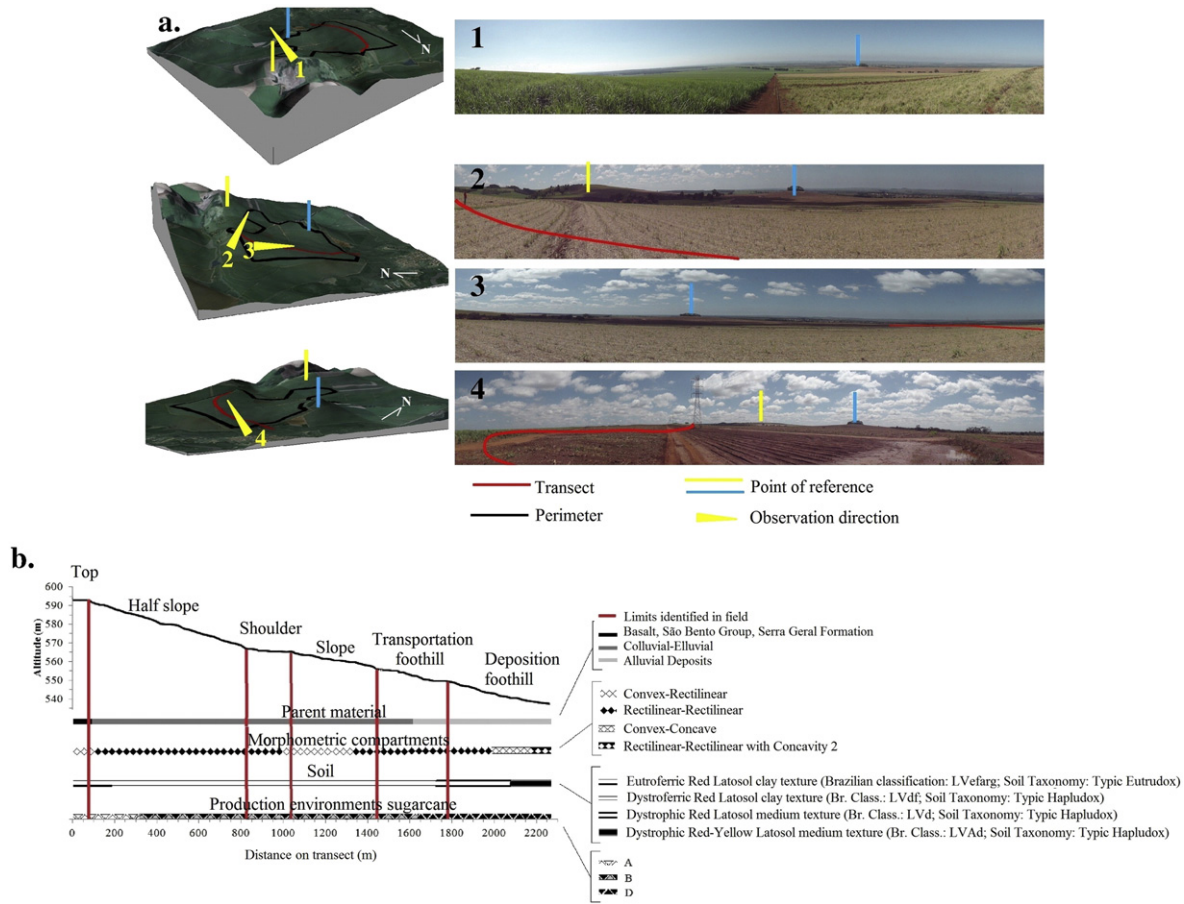 a.
N
1
1
2
3
N
2
3
N
4
4
Transect
Point of reference
Perimeter
Observation direction
b.
Top
600
590
580
570
560
550
540
Altitude (m)
Half slope
Shoulder
Slope
Transportation
foothill
Deposition
foothill
Parent material
Morphometric compartments
Soil
Production environments sugarcane
0 200 400 600 800 1000 1200 1400 1600 1800 2000 2200
Distance on transect (m)
Limits identified in field
Basalt, São Bento Group, Serra Geral Formation
Colluvial-Elluvial
Alluvial Deposits
Convex-Rectilinear
Rectilinear-Rectilinear
Convex-Concave
Rectilinear-Rectilinear with Concavity 2
Eutroferric Red Latosol clay texture (Brazilian classification: LVefarg; Soil Taxonomy: Typic Eutrudox)
Dystroferric Red Latosol clay texture (Br. Class.: LVdf; Soil Taxonomy: Typic Hapludox)
Dystrophic Red Latosol medium texture (Br. Class.: LVd; Soil Taxonomy: Typic Hapludox)
Dystrophic Red-Yellow Latosol medium texture (Br. Class.: LVAd; Soil Taxonomy: Typic Hapludox)
A
B
D